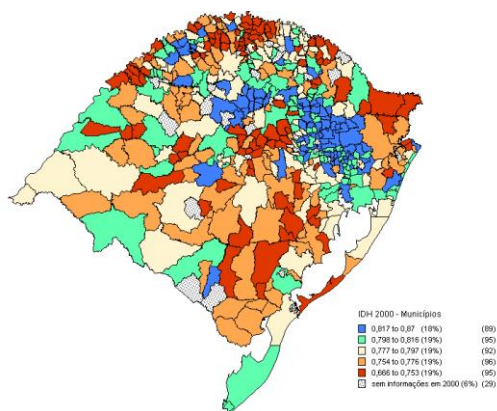 IDH 2000 - Municípios
0,817 to 0,87 (18%) (89)
0,798 to 0,816 (19%) (95)
0,777 to 0,797 (19%) (92)
0,754 to 0,776 (19%) (96)
0,666 to 0,753 (19%) (95)
sem informações em 2000 (6%) (29)